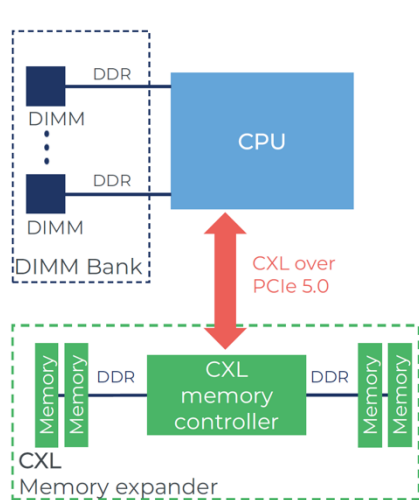 DDR
DIMM
CPU
DDR
DIMM
DIMM Bank
CXL over
PCIe 5.0
Memory
Memory
DDR
CXL
memory
controller
DDR
Memory
Memory
CXL
Memory expander